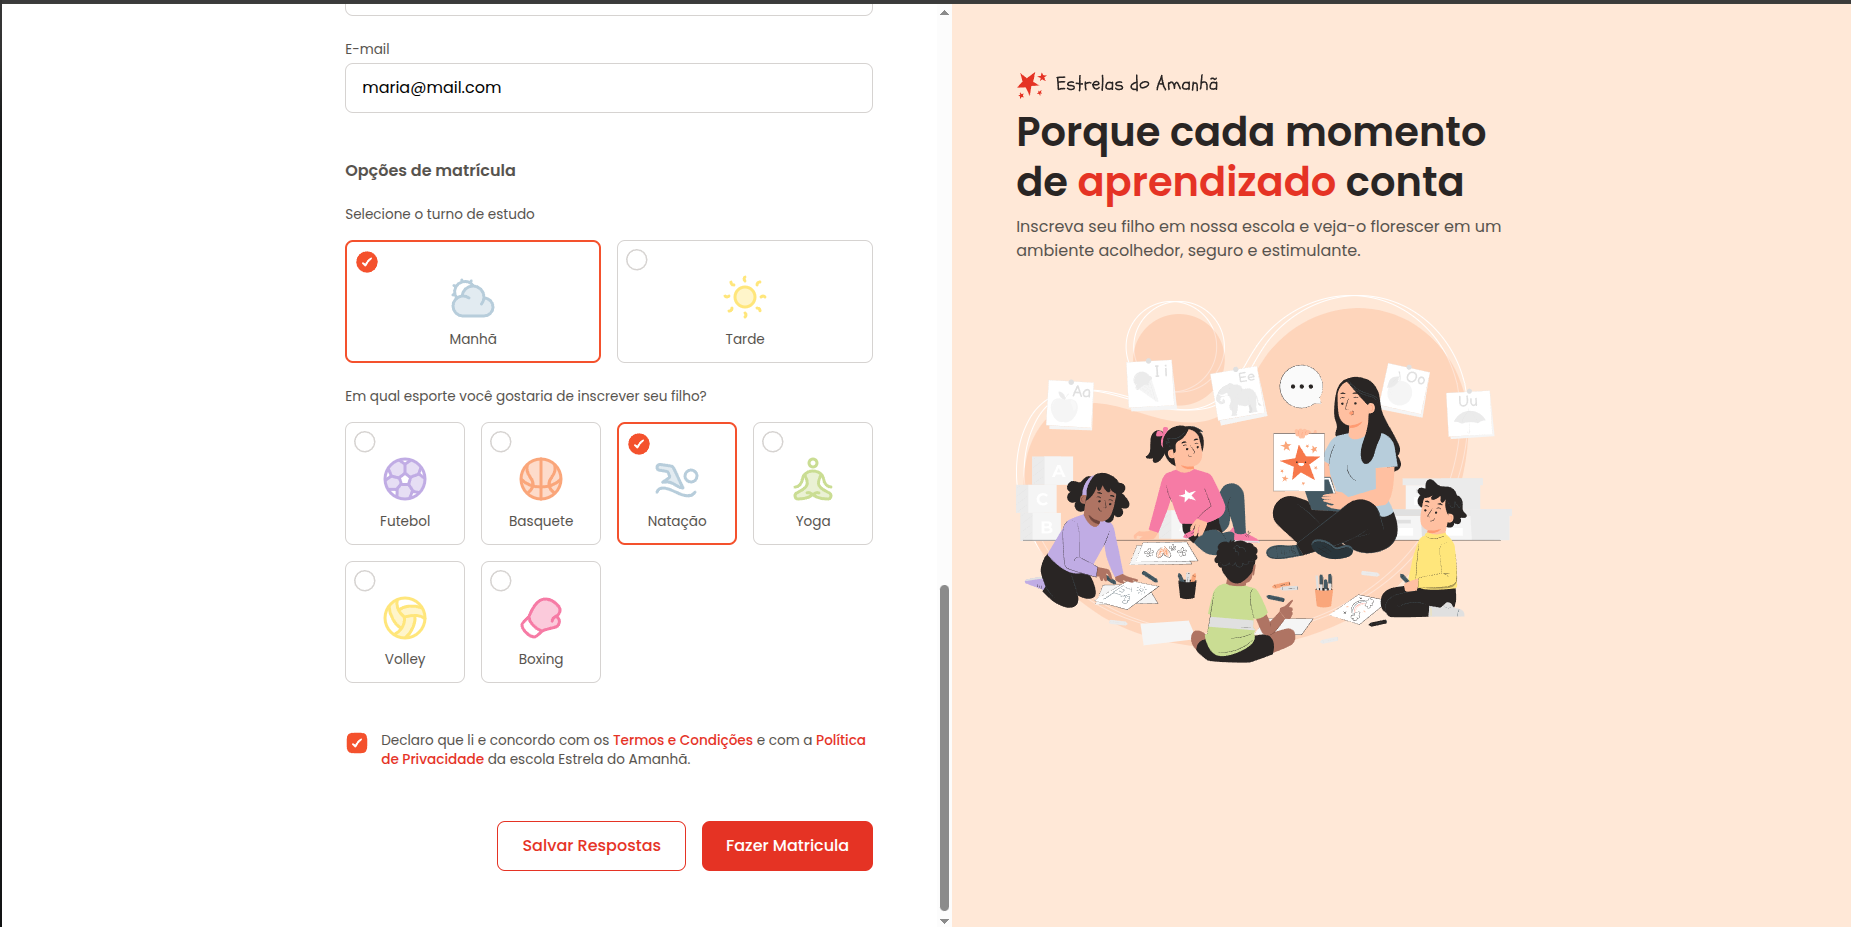 E-mail
maria@mail.com
Opções de matrícula
Selecione o turno de estudo
Manhã
Tarde
Em qual esporte você gostaria de inscrever seu filho?
Futebol
Basquete
Natação
Yoga
Volley
Boxing
Declaro que li e concordo com os Termos e Condições e com a Política
de Privacidade da escola Estrela do Amanhã.
Salvar Respostas
Fazer Matricula
Estrelas do Amanhã
Porque cada momento
de aprendizado conta
Inscreva seu filho em nossa escola e veja-o florescer em um
ambiente acolhedor, seguro e estimulante.
Aa
Ii
Ee
Oo
Uu
A
C
B